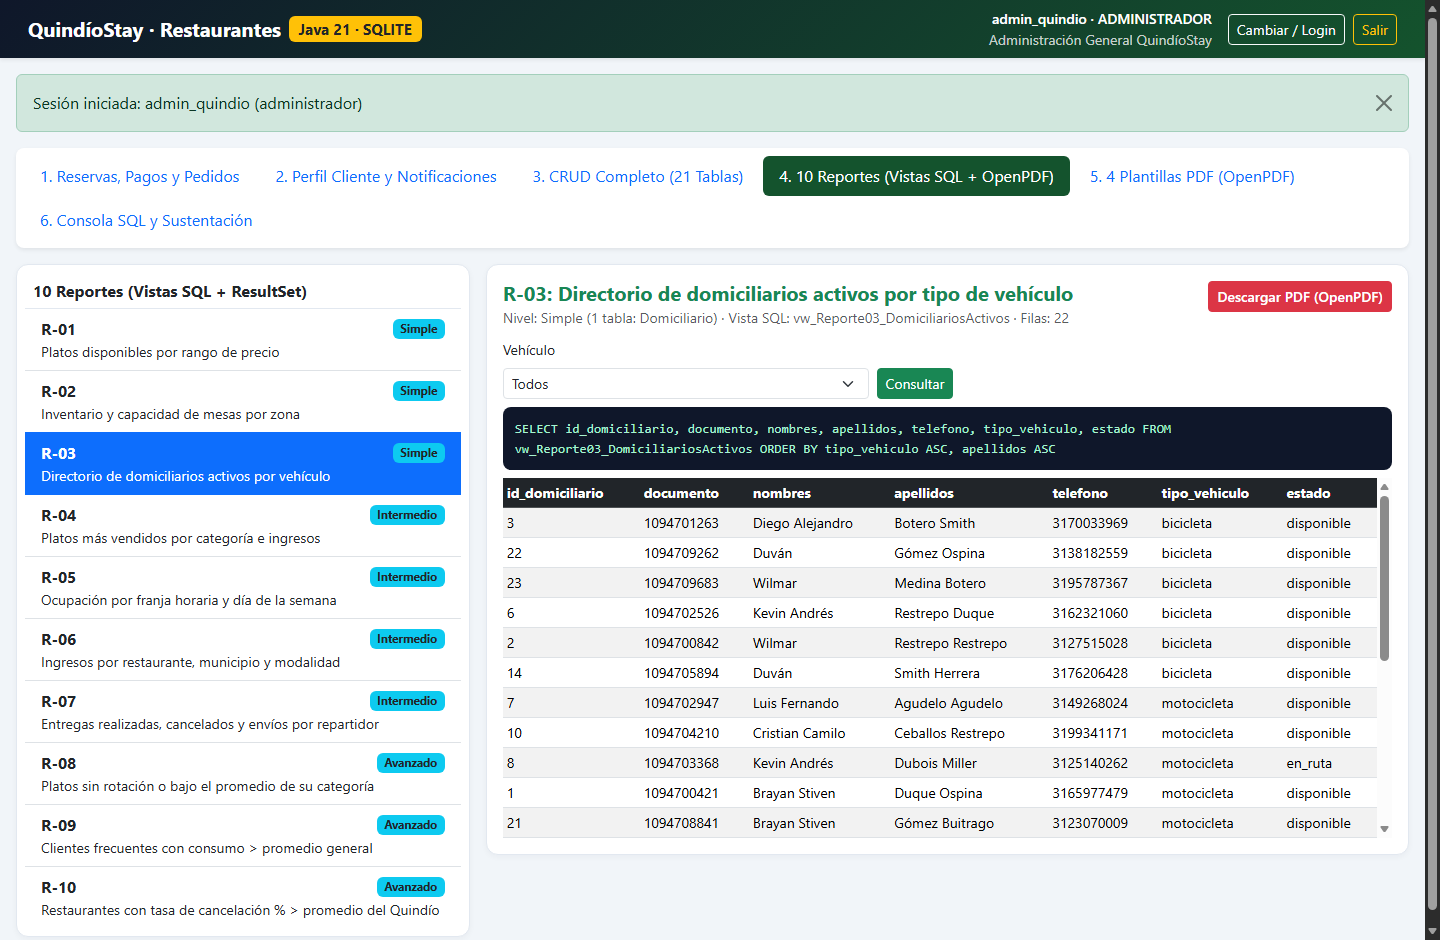 QuindíoStay · Restaurantes
Java 21 · SQLITE
admin_quindio · ADMINISTRADOR
Administración General QuindíoStay
Cambiar / Login
Salir
Sesión iniciada: admin_quindio (administrador)
1. Reservas, Pagos y Pedidos
2. Perfil Cliente y Notificaciones
3. CRUD Completo (21 Tablas)
4. 10 Reportes (Vistas SQL + OpenPDF)
5. 4 Plantillas PDF (OpenPDF)
6. Consola SQL y Sustentación
10 Reportes (Vistas SQL + ResultSet)
R-01 Simple
Platos disponibles por rango de precio
R-02 Simple
Inventario y capacidad de mesas por zona
R-03 Simple
Directorio de domiciliarios activos por vehículo
R-04 Intermedio
Platos más vendidos por categoría e ingresos
R-05 Intermedio
Ocupación por franja horaria y día de la semana
R-06 Intermedio
Ingresos por restaurante, municipio y modalidad
R-07 Intermedio
Entregas realizadas, cancelados y envíos por repartidor
R-08 Avanzado
Platos sin rotación o bajo el promedio de su categoría
R-09 Avanzado
Clientes frecuentes con consumo > promedio general
R-10 Avanzado
Restaurantes con tasa de cancelación % > promedio del Quindío
R-03: Directorio de domiciliarios activos por tipo de vehículo
Nivel: Simple (1 tabla: Domiciliario) · Vista SQL: vw_Reporte03_DomiciliariosActivos · Filas: 22
Descargar PDF (OpenPDF)
Vehículo
Todos
Consultar
SELECT id_domiciliario, documento, nombres, apellidos, telefono, tipo_vehiculo, estado FROM
vw_Reporte03_DomiciliariosActivos ORDER BY tipo_vehiculo ASC, apellidos ASC
id_domiciliario documento nombres apellidos telefono tipo_vehiculo estado
3 1094701263 Diego Alejandro Botero Smith 3170033969 bicicleta disponible
22 1094709262 Duván Gómez Ospina 3138182559 bicicleta disponible
23 1094709683 Wilmar Medina Botero 3195787367 bicicleta disponible
6 1094702526 Kevin Andrés Restrepo Duque 3162321060 bicicleta disponible
2 1094700842 Wilmar Restrepo Restrepo 3127515028 bicicleta disponible
14 1094705894 Duván Smith Herrera 3176206428 bicicleta disponible
7 1094702947 Luis Fernando Agudelo Agudelo 3149268024 motocicleta disponible
10 1094704210 Cristian Camilo Ceballos Restrepo 3199341171 motocicleta disponible
8 1094703368 Kevin Andrés Dubois Miller 3125140262 motocicleta en_ruta
1 1094700421 Brayan Stiven Duque Ospina 3165977479 motocicleta disponible
21 1094708841 Brayan Stiven Gómez Buitrago 3123070009 motocicleta disponible